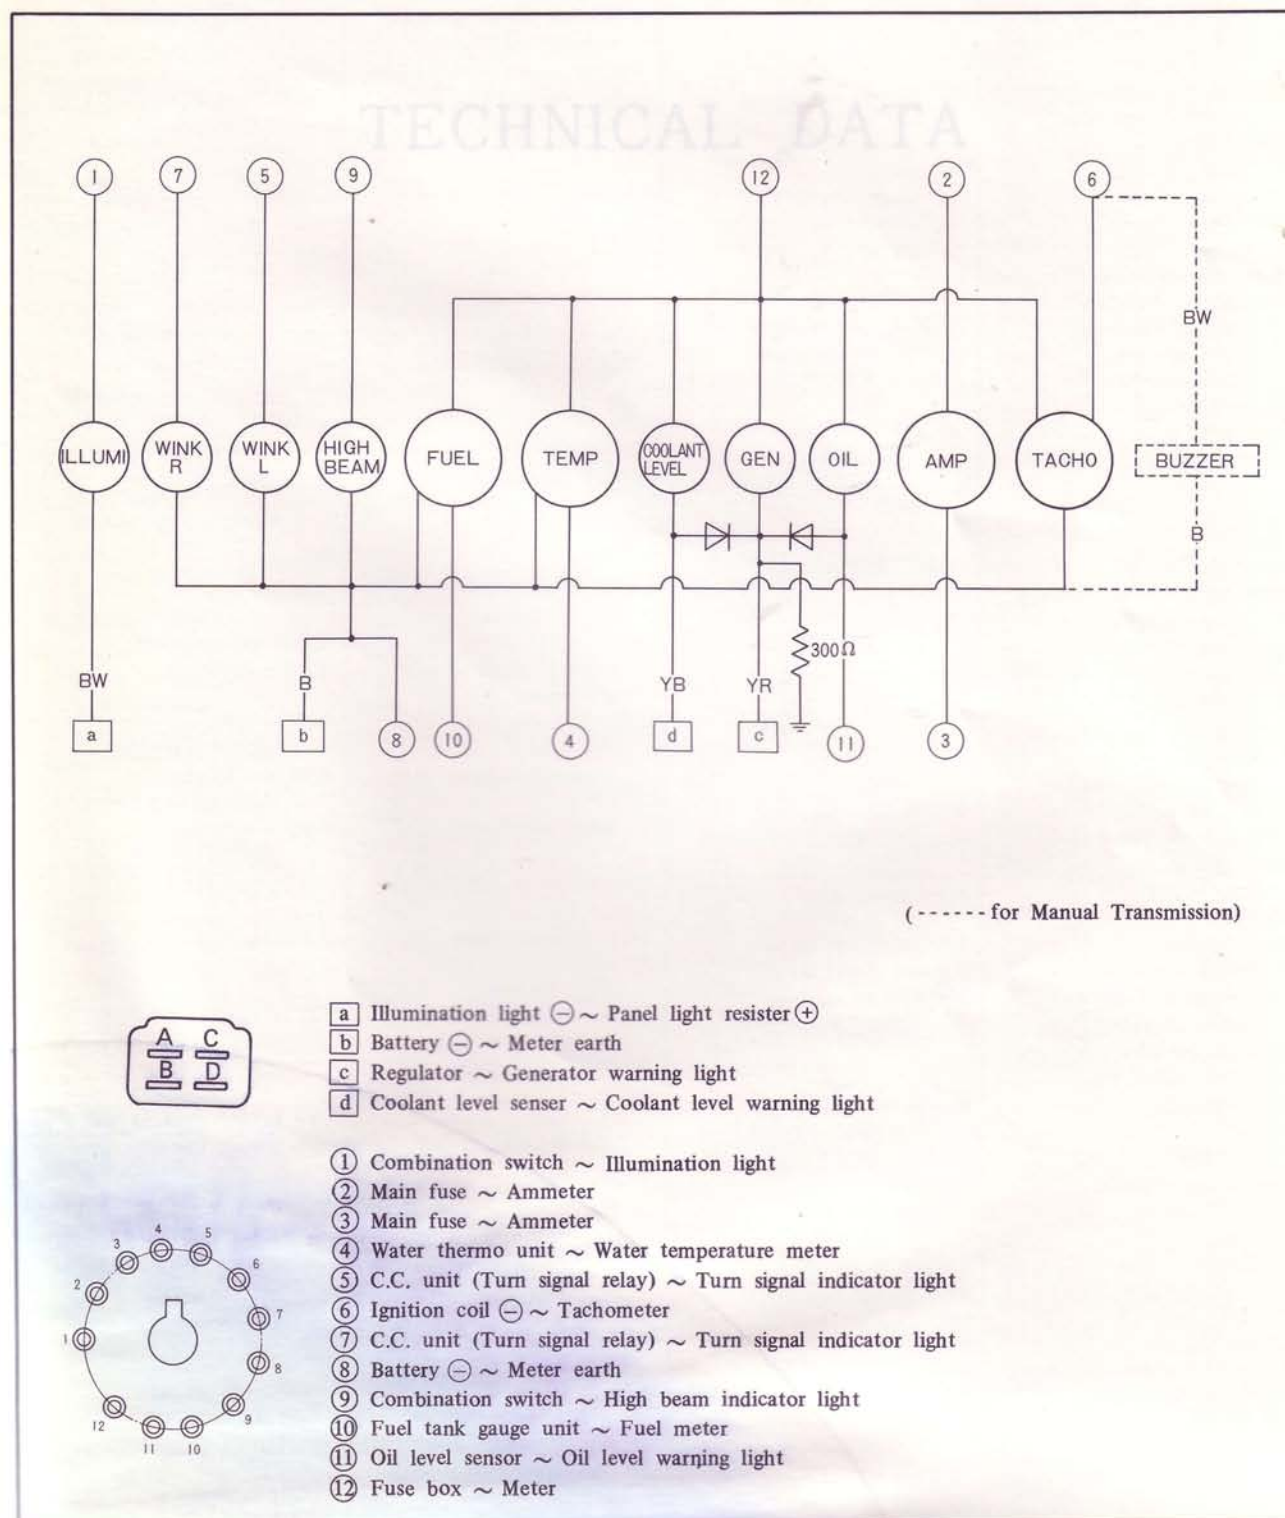 TECHNICAL DATA
1 7 5 9 12 2 6
BW
ILLUMI
WINK
R
WINK
L
HIGH
BEAM
FUEL
TEMP
COOLANT
LEVEL
GEN
OIL
AMP
TACHO
BUZZER
B
300Ω
BW
B
YB
YR
a b 8 10 4 d c 11 3
( ------ for Manual Transmission)
A C
B D
a Illumination light ⊖ ~ Panel light resister ⊕
b Battery ⊖ ~ Meter earth
c Regulator ~ Generator warning light
d Coolant level senser ~ Coolant level warning light
① Combination switch ~ Illumination light
② Main fuse ~ Ammeter
③ Main fuse ~ Ammeter
④ Water thermo unit ~ Water temperature meter
⑤ C.C. unit (Turn signal relay) ~ Turn signal indicator light
⑥ Ignition coil ⊖ ~ Tachometer
⑦ C.C. unit (Turn signal relay) ~ Turn signal indicator light
⑧ Battery ⊖ ~ Meter earth
⑨ Combination switch ~ High beam indicator light
⑩ Fuel tank gauge unit ~ Fuel meter
⑪ Oil level sensor ~ Oil level warning light
⑫ Fuse box ~ Meter
1 2 3 4 5 6 7 8 9 10 11 12